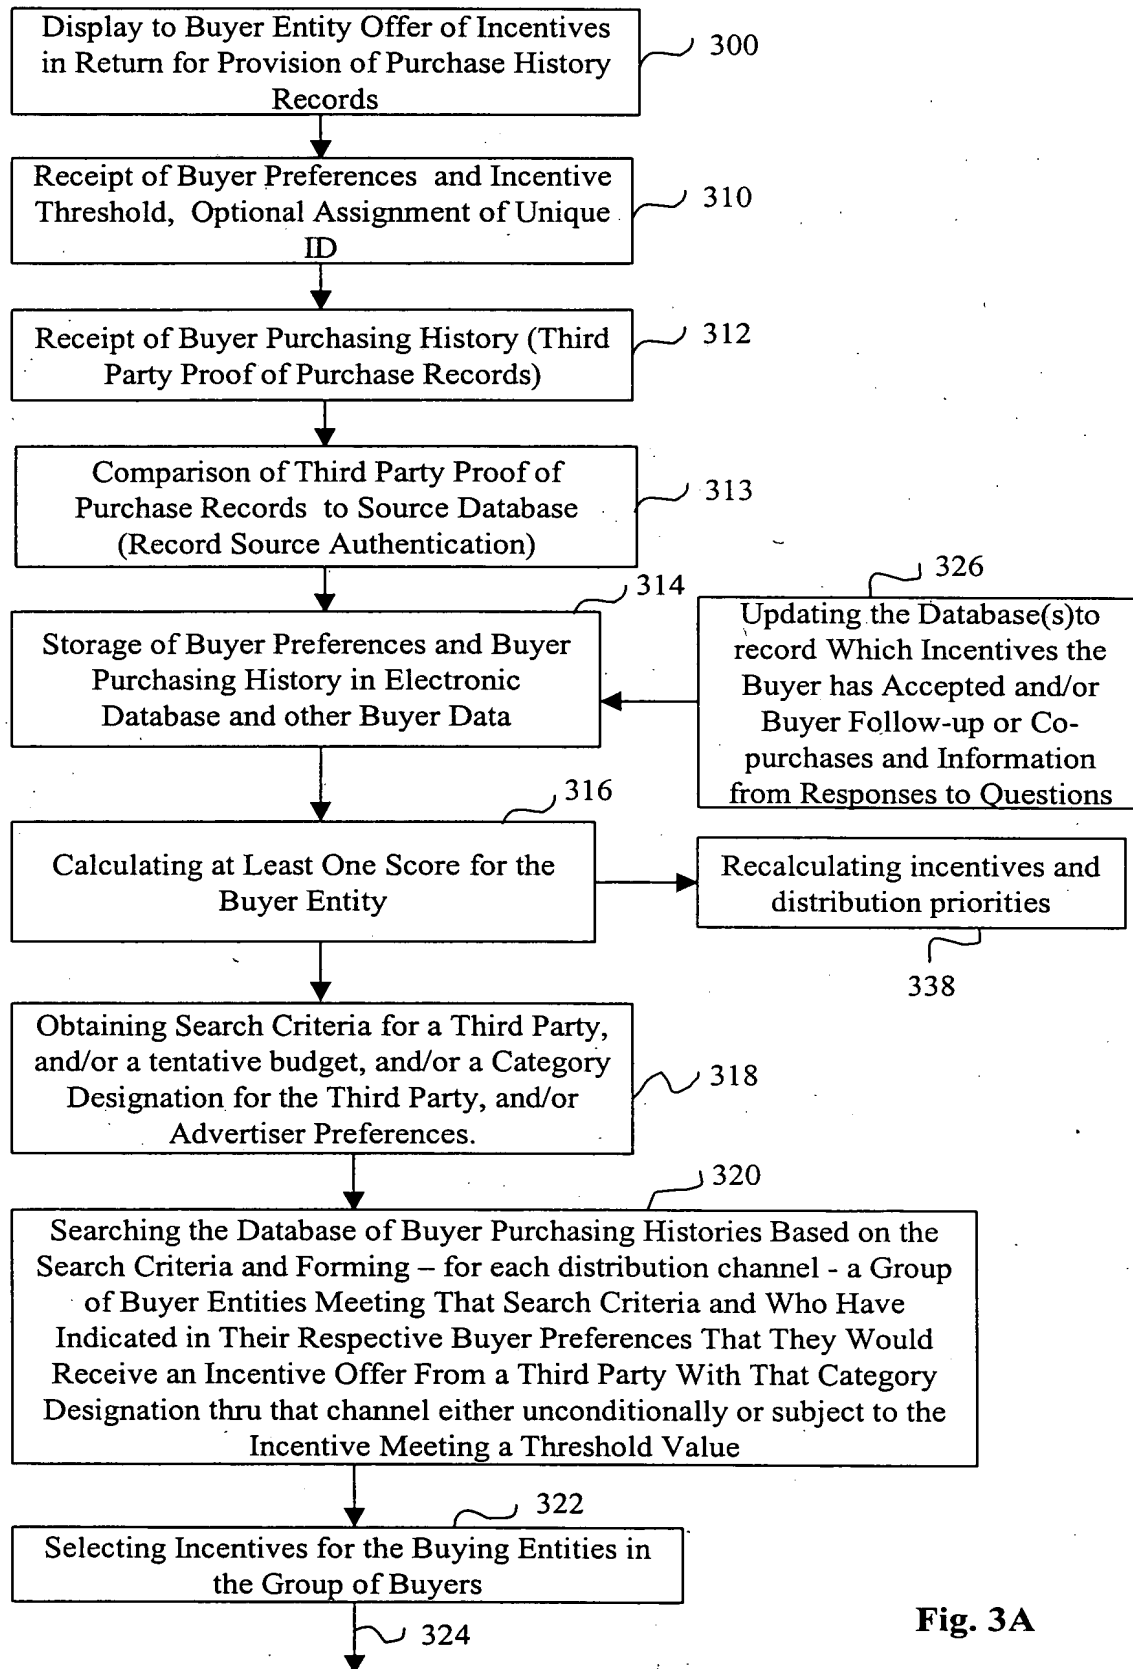 Display to Buyer Entity Offer of Incentives
in Return for Provision of Purchase History
Records
300
Receipt of Buyer Preferences and Incentive
Threshold, Optional Assignment of Unique
ID
310
Receipt of Buyer Purchasing History (Third
Party Proof of Purchase Records)
312
Comparison of Third Party Proof of
Purchase Records to Source Database
(Record Source Authentication)
313
314
Storage of Buyer Preferences and Buyer
Purchasing History in Electronic
Database and other Buyer Data
326
Updating the Database(s)to
record Which Incentives the
Buyer has Accepted and/or
Buyer Follow-up or Co-
purchases and Information
from Responses to Questions
316
Calculating at Least One Score for the
Buyer Entity
Recalculating incentives and
distribution priorities
338
Obtaining Search Criteria for a Third Party,
and/or a tentative budget, and/or a Category
Designation for the Third Party, and/or
Advertiser Preferences.
318
320
Searching the Database of Buyer Purchasing Histories Based on the
Search Criteria and Forming – for each distribution channel - a Group
of Buyer Entities Meeting That Search Criteria and Who Have
Indicated in Their Respective Buyer Preferences That They Would
Receive an Incentive Offer From a Third Party With That Category
Designation thru that channel either unconditionally or subject to the
Incentive Meeting a Threshold Value
322
Selecting Incentives for the Buying Entities in
the Group of Buyers
324
Fig. 3A